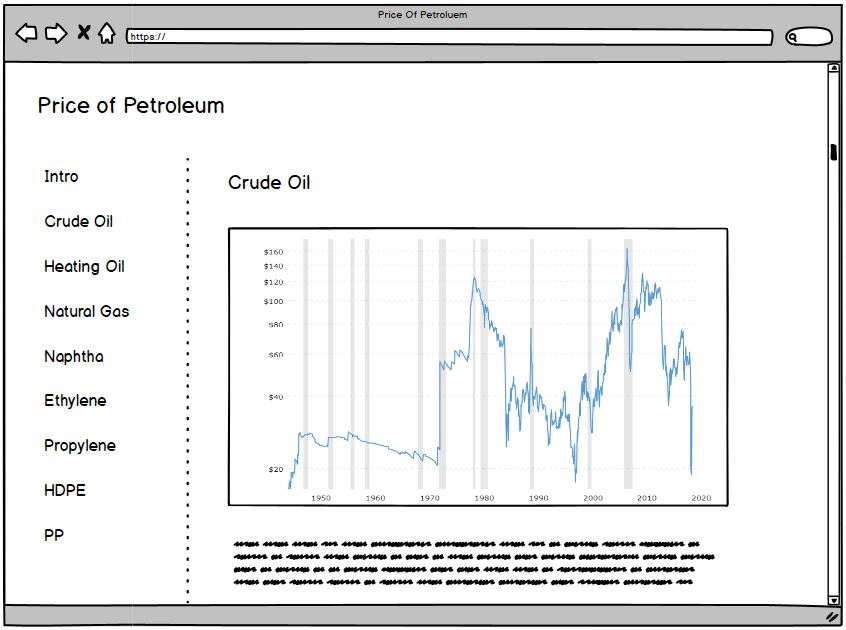 Price Of Petroluem
https://
Price of Petroleum
Intro
Crude Oil
Heating Oil
Natural Gas
Naphtha
Ethylene
Propylene
HDPE
PP
Crude Oil
$160
$140
$120
$100
$80
$60
$40
$20
1950 1960 1970 1980 1990 2000 2010 2020